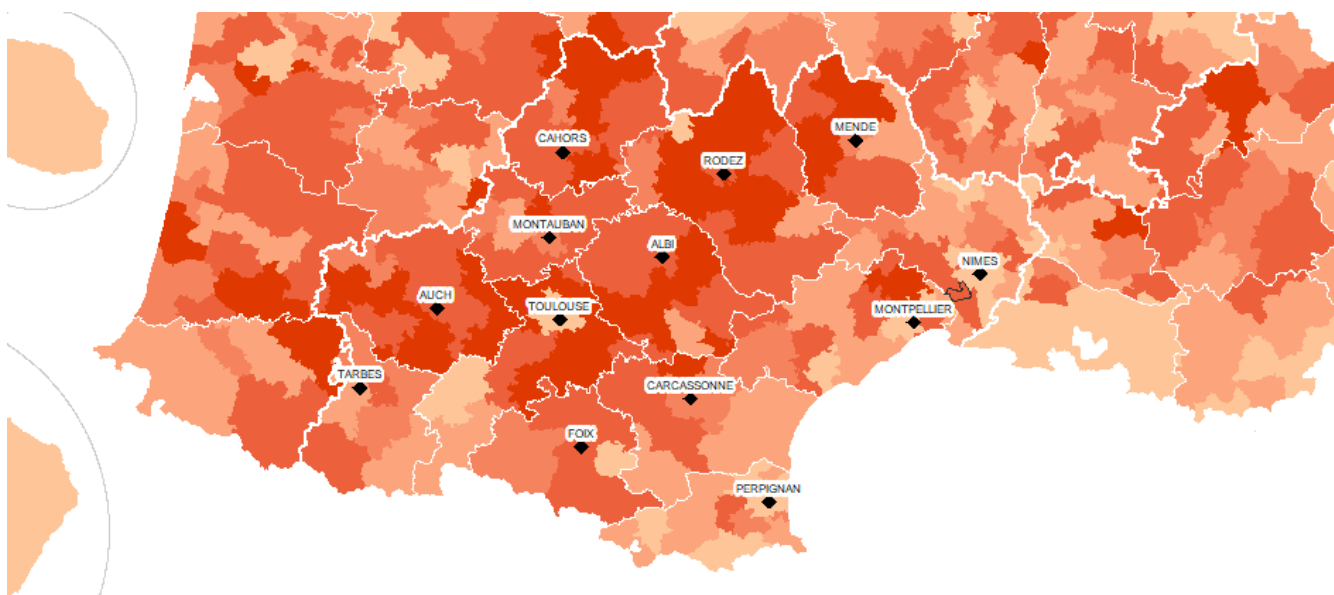 MENDE
CAHORS
RODEZ
MONTAUBAN
ALBI
NIMES
AUCH
TOULOUSE
MONTPELLIER
TARBES
CARCASSONNE
FOIX
PERPIGNAN